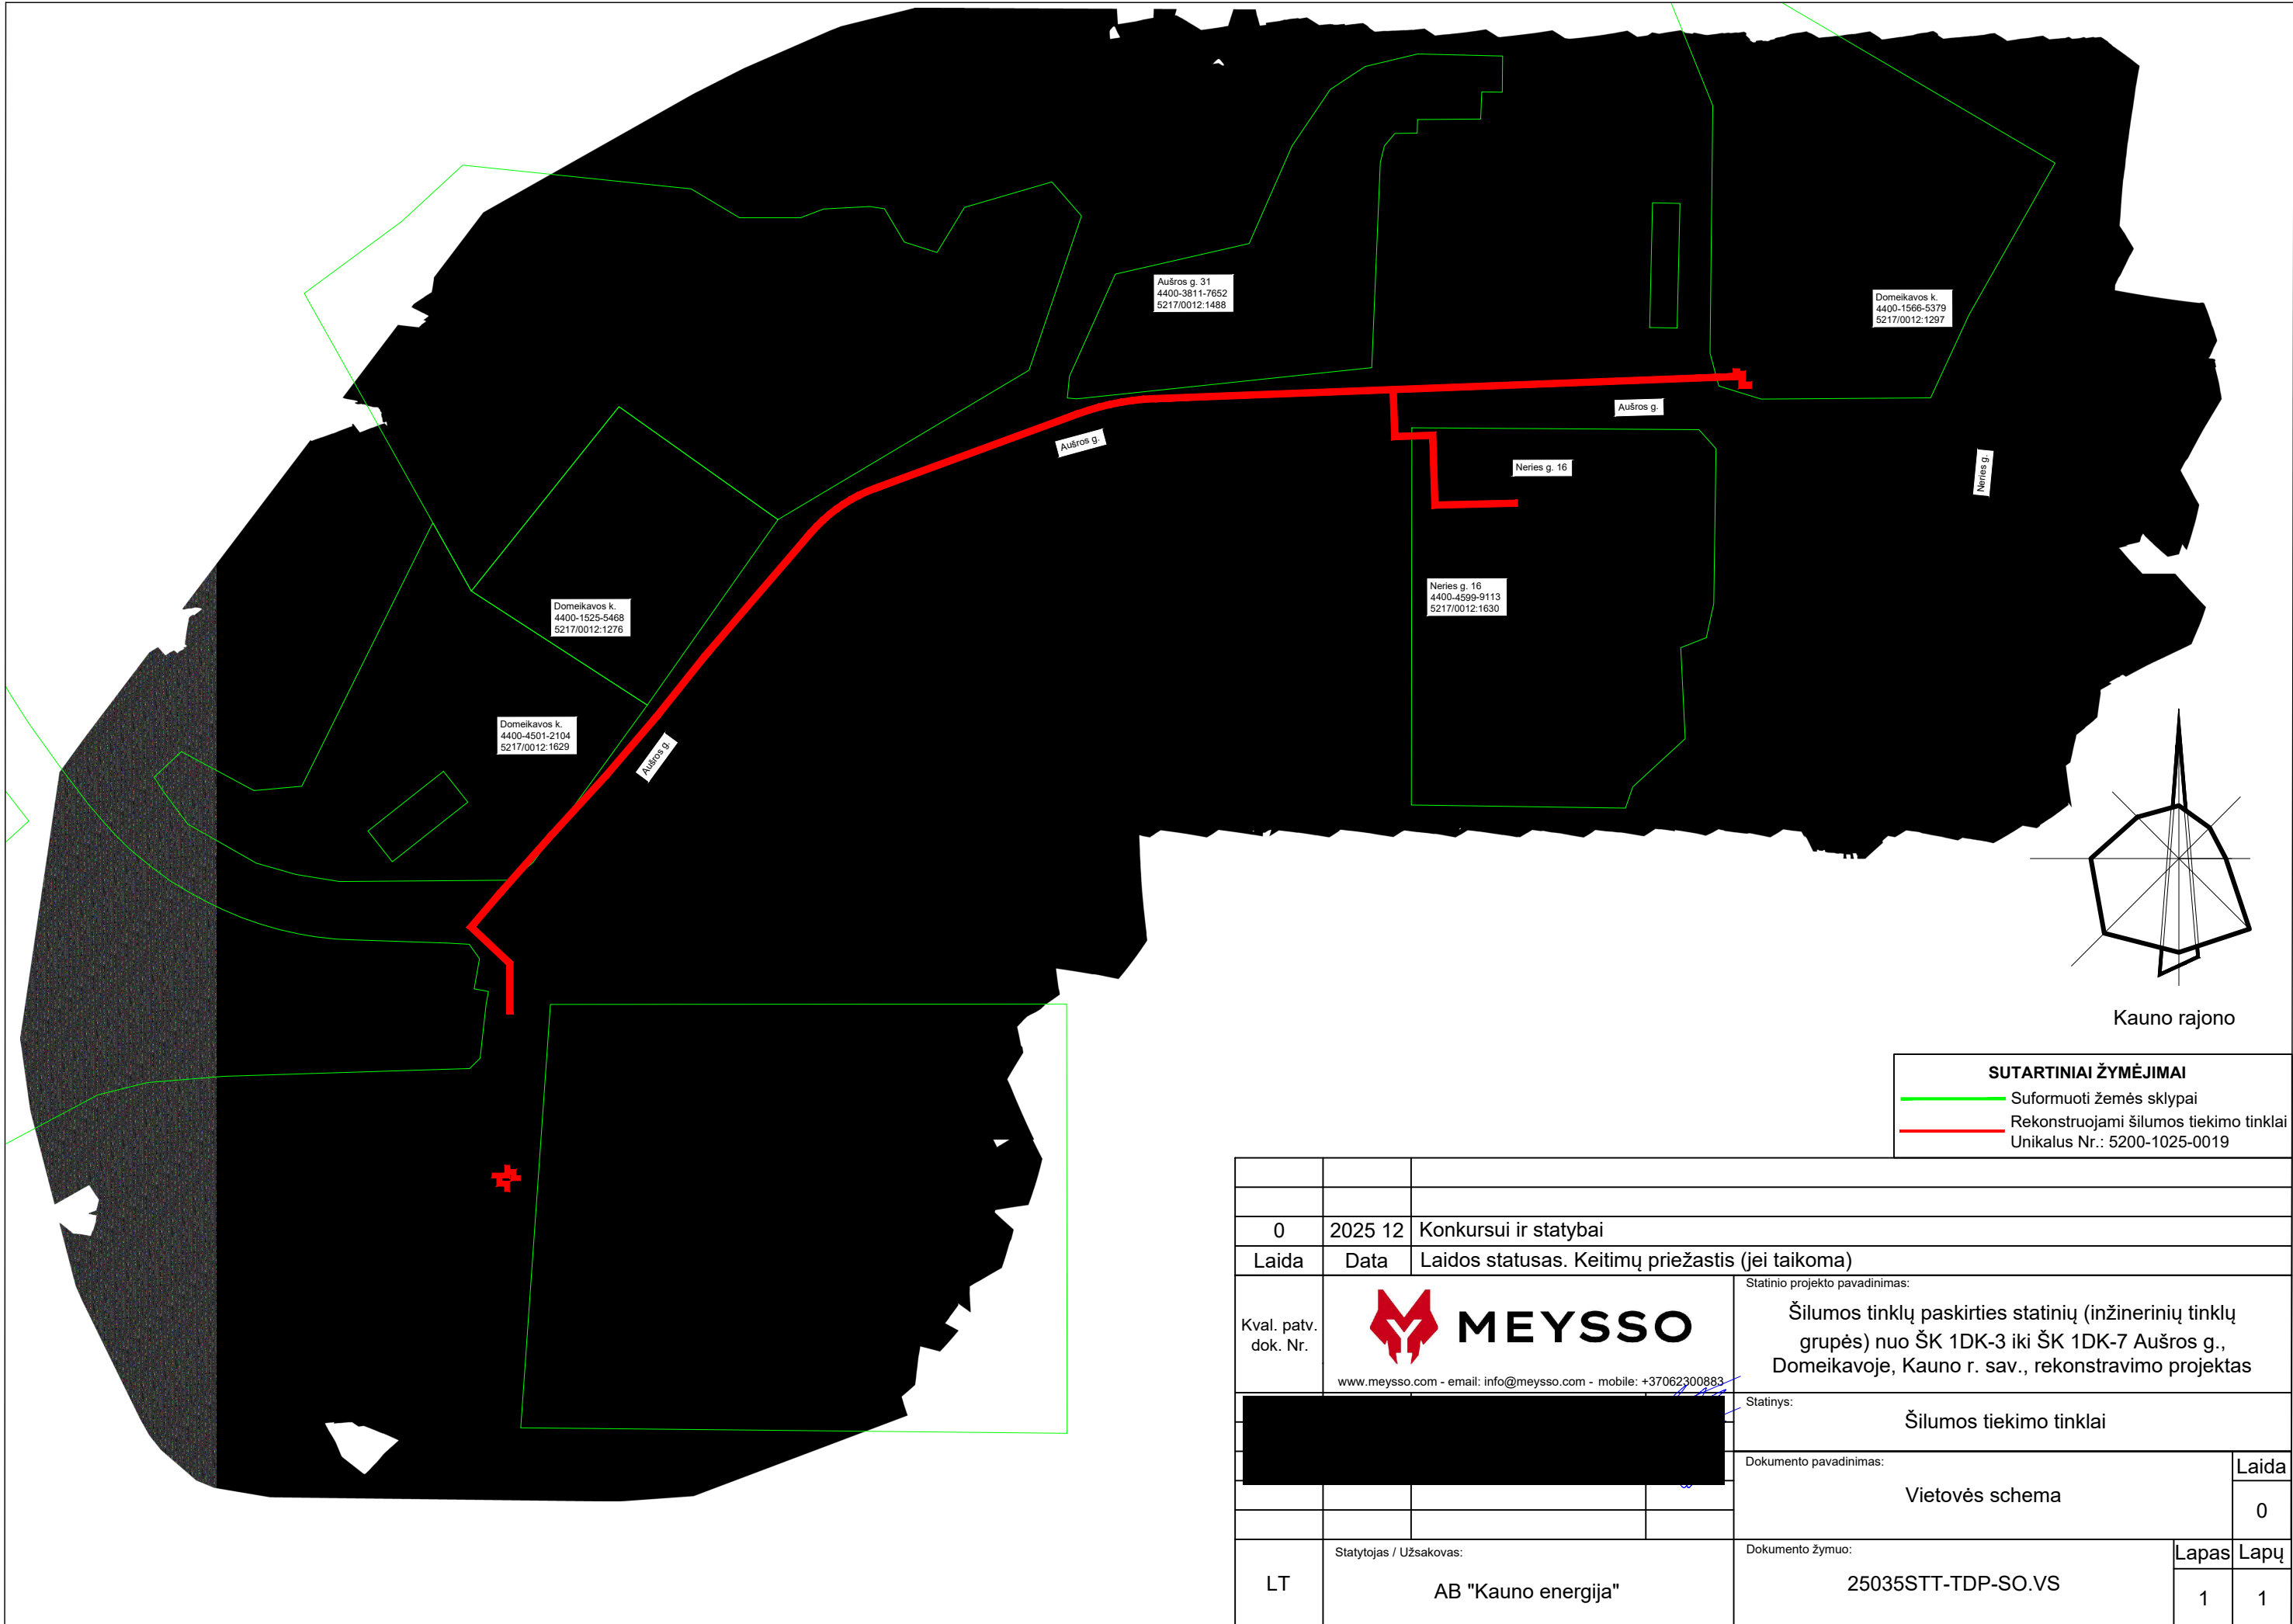 Aušros g. 31
4400-3811-7652
5217/0012:1488
Domeikavos k.
4400-1566-5379
5217/0012:1297
Aušros g.
Aušros g.
Neries g. 16
Neries g.
Neries g. 16
4400-4599-9113
5217/0012:1630
Domeikavos k.
4400-1525-5468
5217/0012:1276
Domeikavos k.
4400-4501-2104
5217/0012:1629
Aušros g.
Kauno rajono
SUTARTINIAI ŽYMĖJIMAI
Suformuoti žemės sklypai
Rekonstruojami šilumos tiekimo tinklai
Unikalus Nr.: 5200-1025-0019
0 2025 12 Konkursui ir statybai
Laida Data Laidos statusas. Keitimų priežastis (jei taikoma)
Kval. patv.
dok. Nr.
MEYSSO
www.meysso.com - email: info@meysso.com - mobile: +37062300883
Statinio projekto pavadinimas:
Šilumos tinklų paskirties statinių (inžinerinių tinklų
grupės) nuo ŠK 1DK-3 iki ŠK 1DK-7 Aušros g.,
Domeikavoje, Kauno r. sav., rekonstravimo projektas
Statinys:
Šilumos tiekimo tinklai
Dokumento pavadinimas:
Vietovės schema
Laida
0
LT
Statytojas / Užsakovas:
AB "Kauno energija"
Dokumento žymuo:
25035STT-TDP-SO.VS
Lapas Lapų
1 1